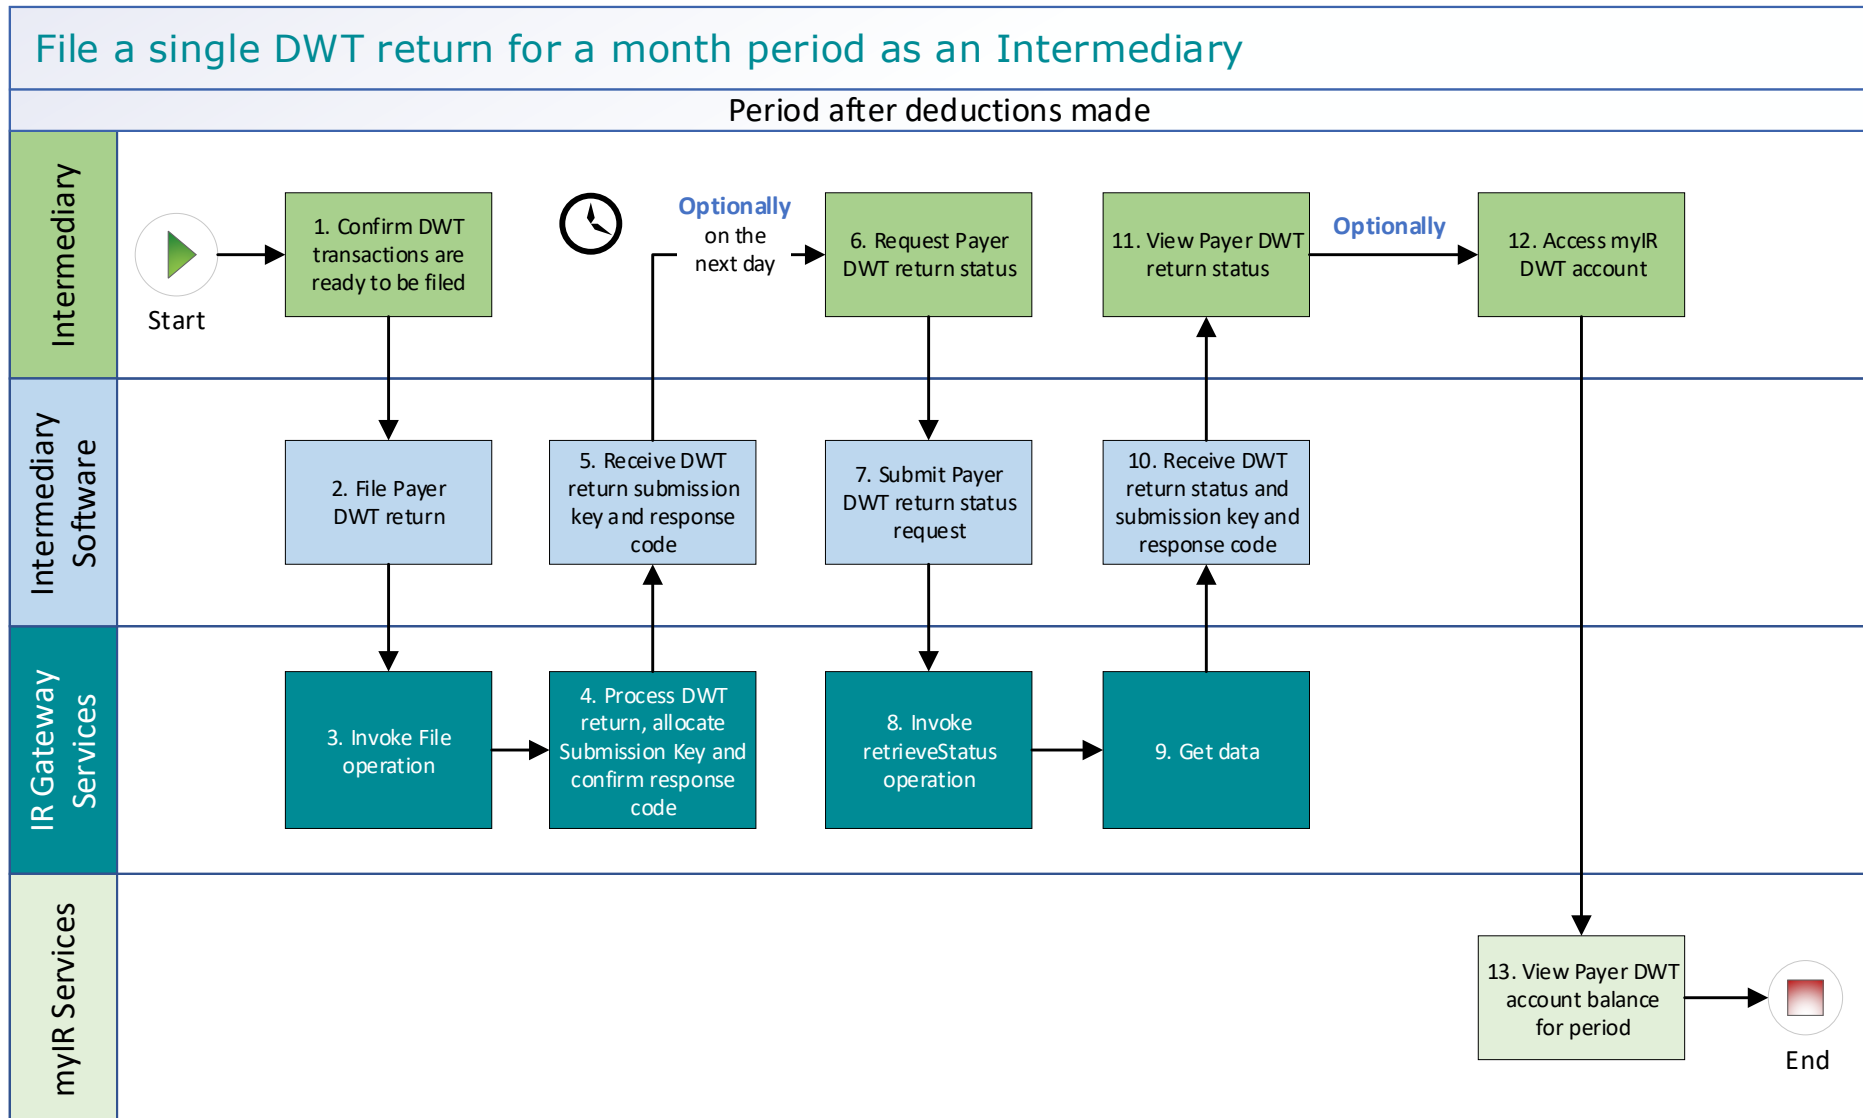 File a single DWT return for a month period as an Intermediary
Period after deductions made
Intermediary
Start
1. Confirm DWT
transactions are
ready to be filed
Optionally
on the
next day
6. Request Payer
DWT return status
11. View Payer DWT
return status
Optionally
12. Access myIR
DWT account
Intermediary
Software
2. File Payer
DWT return
5. Receive DWT
return submission
key and response
code
7. Submit Payer
DWT return status
request
10. Receive DWT
return status and
submission key and
response code
IR Gateway
Services
3. Invoke File
operation
4. Process DWT
return, allocate
Submission Key and
confirm response
code
8. Invoke
retrieveStatus
operation
9. Get data
myIR Services
13. View Payer DWT
account balance
for period
End